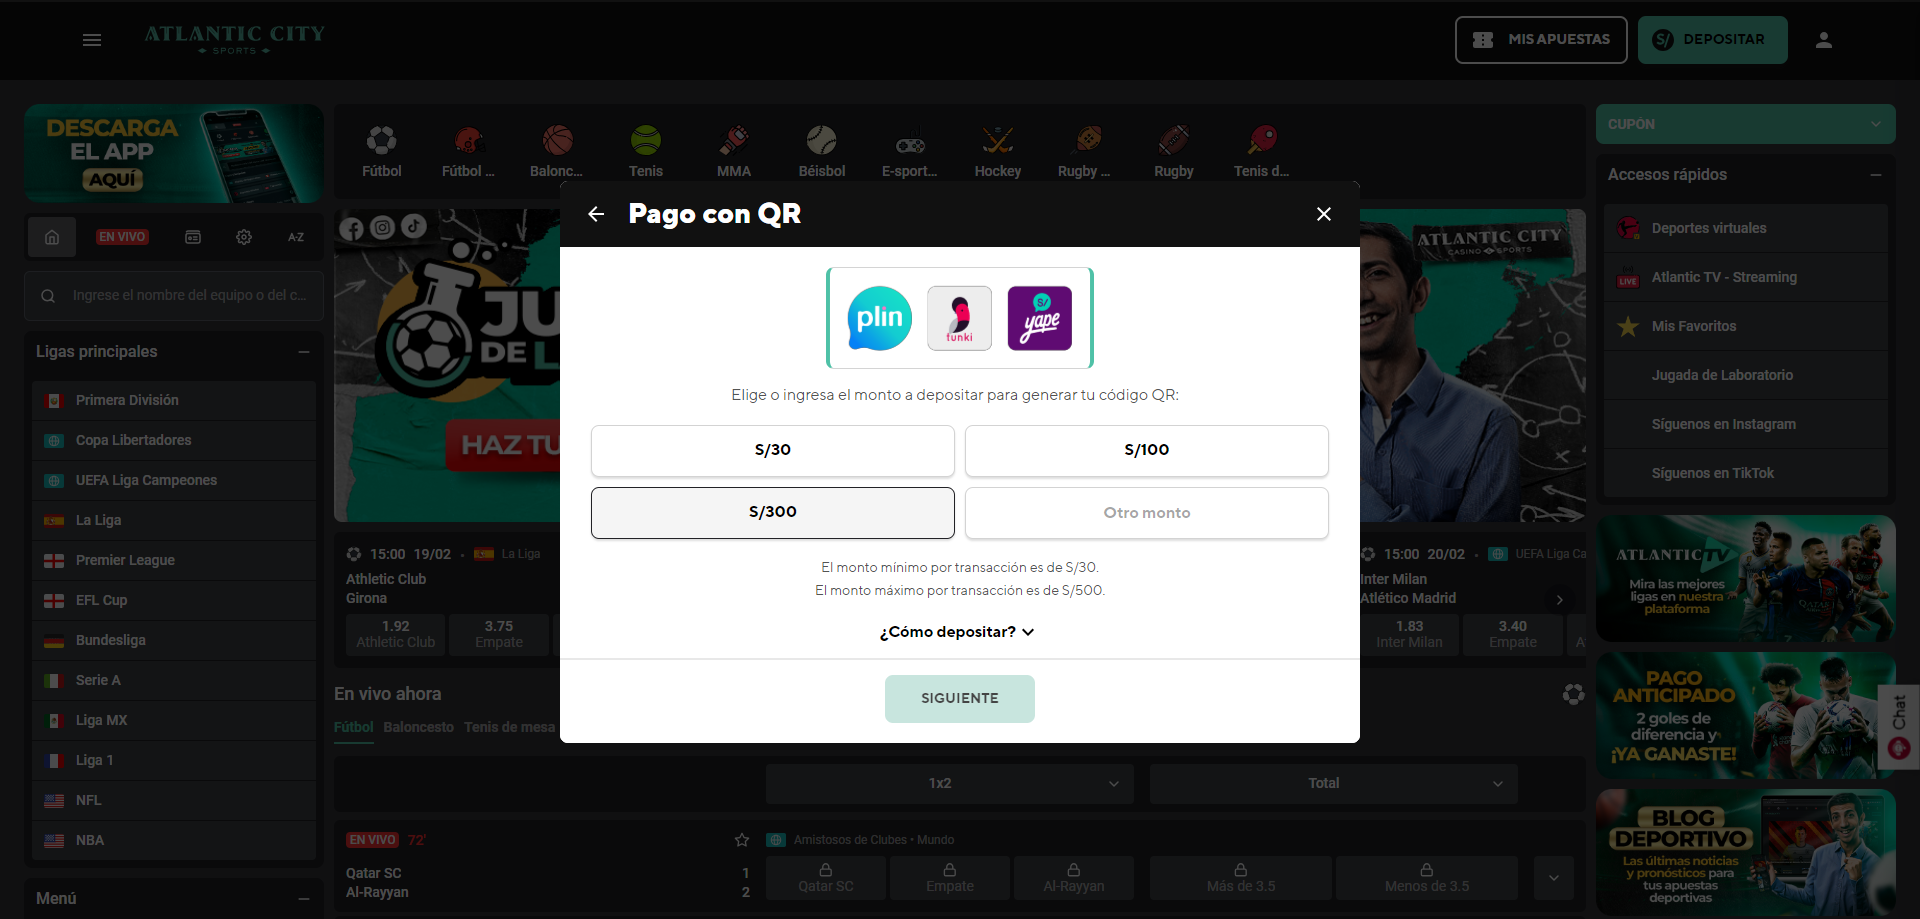 ATLANTIC CITY
SPORTS
MIS APUESTAS
S/ DEPOSITAR
DESCARGA
EL APP
AQUÍ
Fútbol
Fútbol ...
Balonc...
Tenis
MMA
Béisbol
E-sport...
Hockey
Rugby ...
Rugby
Tenis d...
CUPÓN
EN VIVO
A-Z
Ingrese el nombre del equipo o del c...
Ligas principales
Primera División
Copa Libertadores
UEFA Liga Campeones
La Liga
Premier League
EFL Cup
Bundesliga
Serie A
Liga MX
Liga 1
NFL
NBA
Menú
JU
DE L
HAZ TU
ATLANTIC CITY
CASINO SPORTS
Pago con QR
plin
tunki
S/
yape
Elige o ingresa el monto a depositar para generar tu código QR:
S/30
S/100
S/300
Otro monto
El monto mínimo por transacción es de S/30.
El monto máximo por transacción es de S/500.
¿Cómo depositar?
SIGUIENTE
15:00 19/02 • La Liga
Athletic Club
Girona
1.92
Athletic Club
3.75
Empate
15:00 20/02 • UEFA Liga Ca
Inter Milan
Atlético Madrid
1.83
Inter Milan
3.40
Empate
A
En vivo ahora
Fútbol
Baloncesto
Tenis de mesa
1x2
Total
EN VIVO 72'
Amistosos de Clubes • Mundo
Qatar SC 1
Al-Rayyan 2
Qatar SC
Empate
Al-Rayyan
Más de 3.5
Menos de 3.5
Accesos rápidos
Deportes virtuales
LIVE
Atlantic TV - Streaming
Mis Favoritos
Jugada de Laboratorio
Síguenos en Instagram
Síguenos en TikTok
ATLANTIC TV
Mira las mejores
ligas en nuestra
plataforma
PAGO
ANTICIPADO
2 goles de
diferencia y
¡YA GANASTE!
Chat
BLOG
DEPORTIVO
Las últimas noticias
y pronósticos para
tus apuestas
deportivas